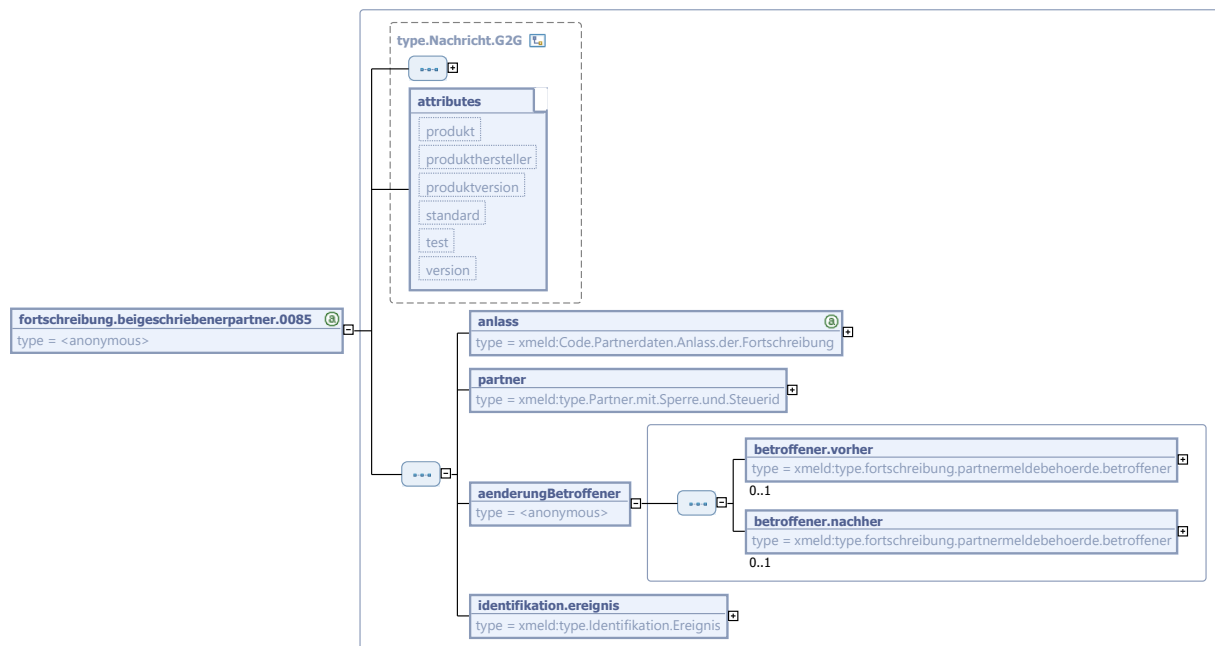 type.Nachricht.G2G
attributes
produkt
produkthersteller
produktversion
standard
test
version
fortschreibung.beigeschriebenerpartner.0085 a
type = <anonymous>
anlass a
type = xmeld:Code.Partnerdaten.Anlass.der.Fortschreibung
partner
type = xmeld:type.Partner.mit.Sperre.und.Steuerid
aenderungBetroffener
type = <anonymous>
betroffener.vorher
type = xmeld:type.fortschreibung.partnermeldebehoerde.betroffener
0..1
betroffener.nachher
type = xmeld:type.fortschreibung.partnermeldebehoerde.betroffener
0..1
identifikation.ereignis
type = xmeld:type.Identifikation.Ereignis